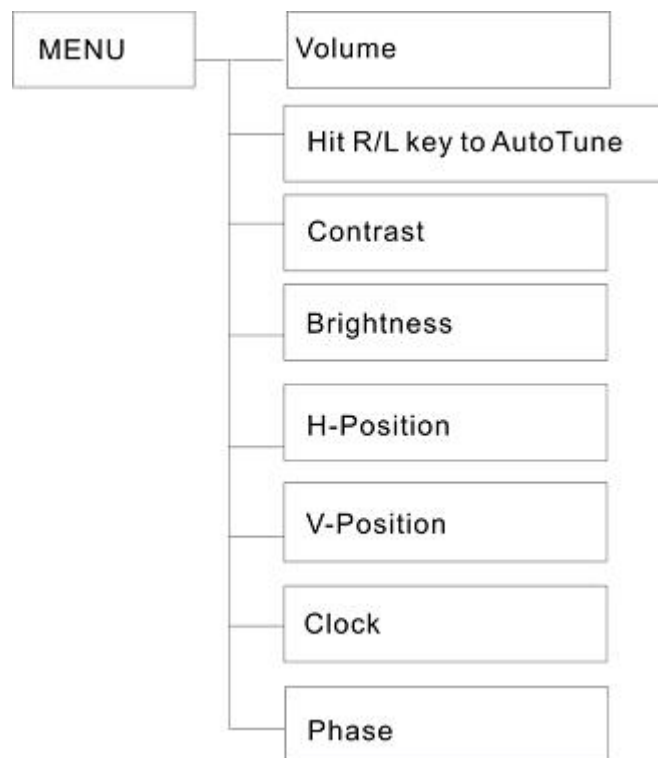 MENU
Volume
Hit R/L key to AutoTune
Contrast
Brightness
H-Position
V-Position
Clock
Phase